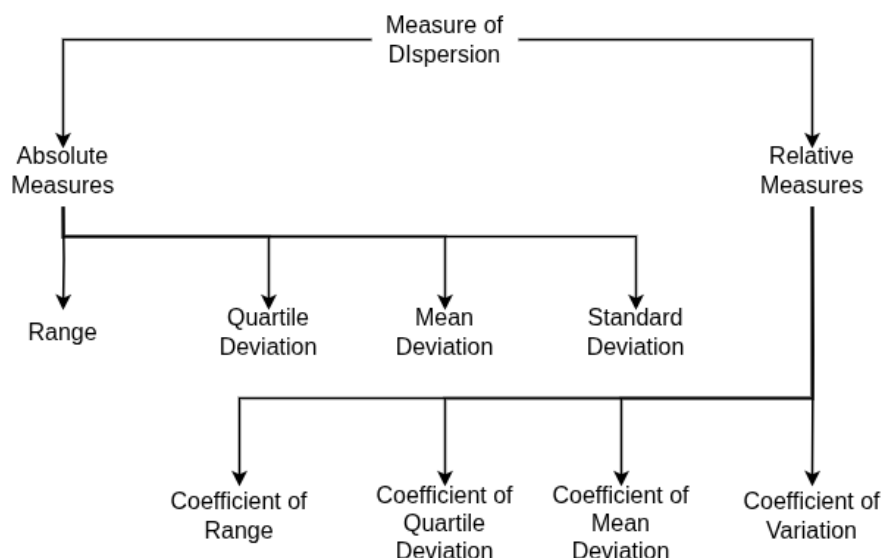 Measure of
DIspersion
Absolute
Measures
Relative
Measures
Range
Quartile
Deviation
Mean
Deviation
Standard
Deviation
Coefficient of
Range
Coefficient of
Quartile
Deviation
Coefficient of
Mean
Deviation
Coefficient of
Variation